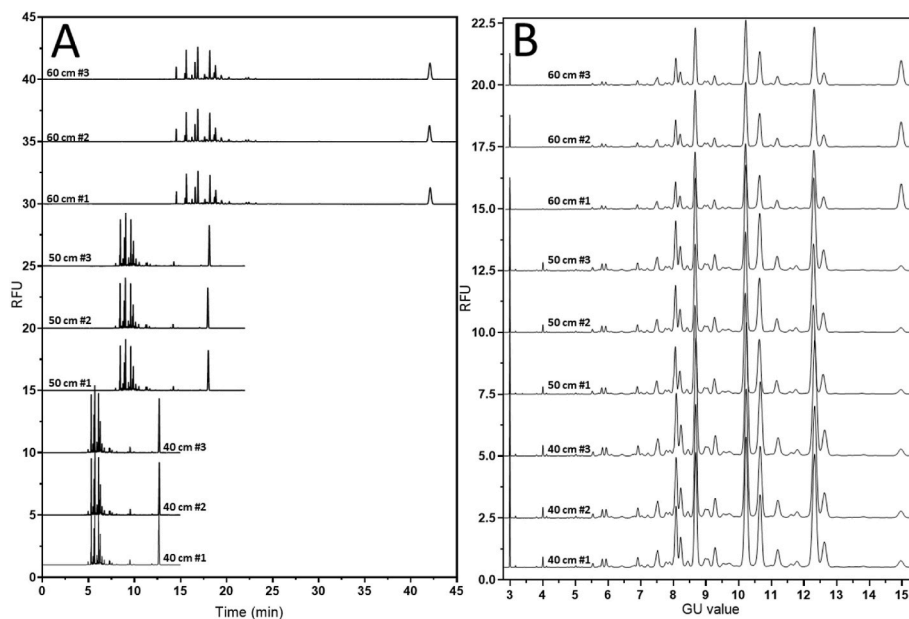 A
45
40
35
30
25
20
15
10
5
0
RFU
60 cm #3
60 cm #2
60 cm #1
50 cm #3
50 cm #2
50 cm #1
40 cm #3
40 cm #2
40 cm #1
0 5 10 15 20 25 30 35 40 45
Time (min)
B
22.5
20.0
17.5
15.0
12.5
10.0
7.5
5.0
2.5
0.0
RFU
60 cm #3
60 cm #2
60 cm #1
50 cm #3
50 cm #2
50 cm #1
40 cm #3
40 cm #2
40 cm #1
3 4 5 6 7 8 9 10 11 12 13 14 15
GU value